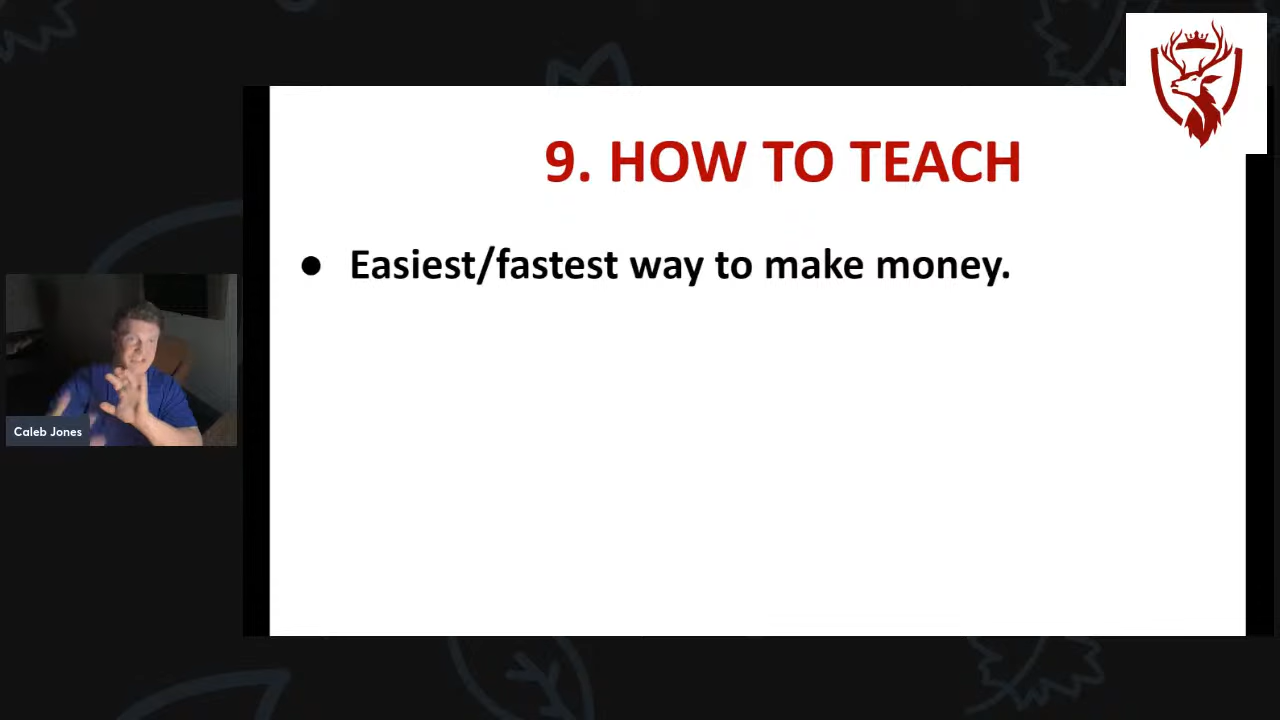 9. HOW TO TEACH
● Easiest/fastest way to make money.
Caleb Jones